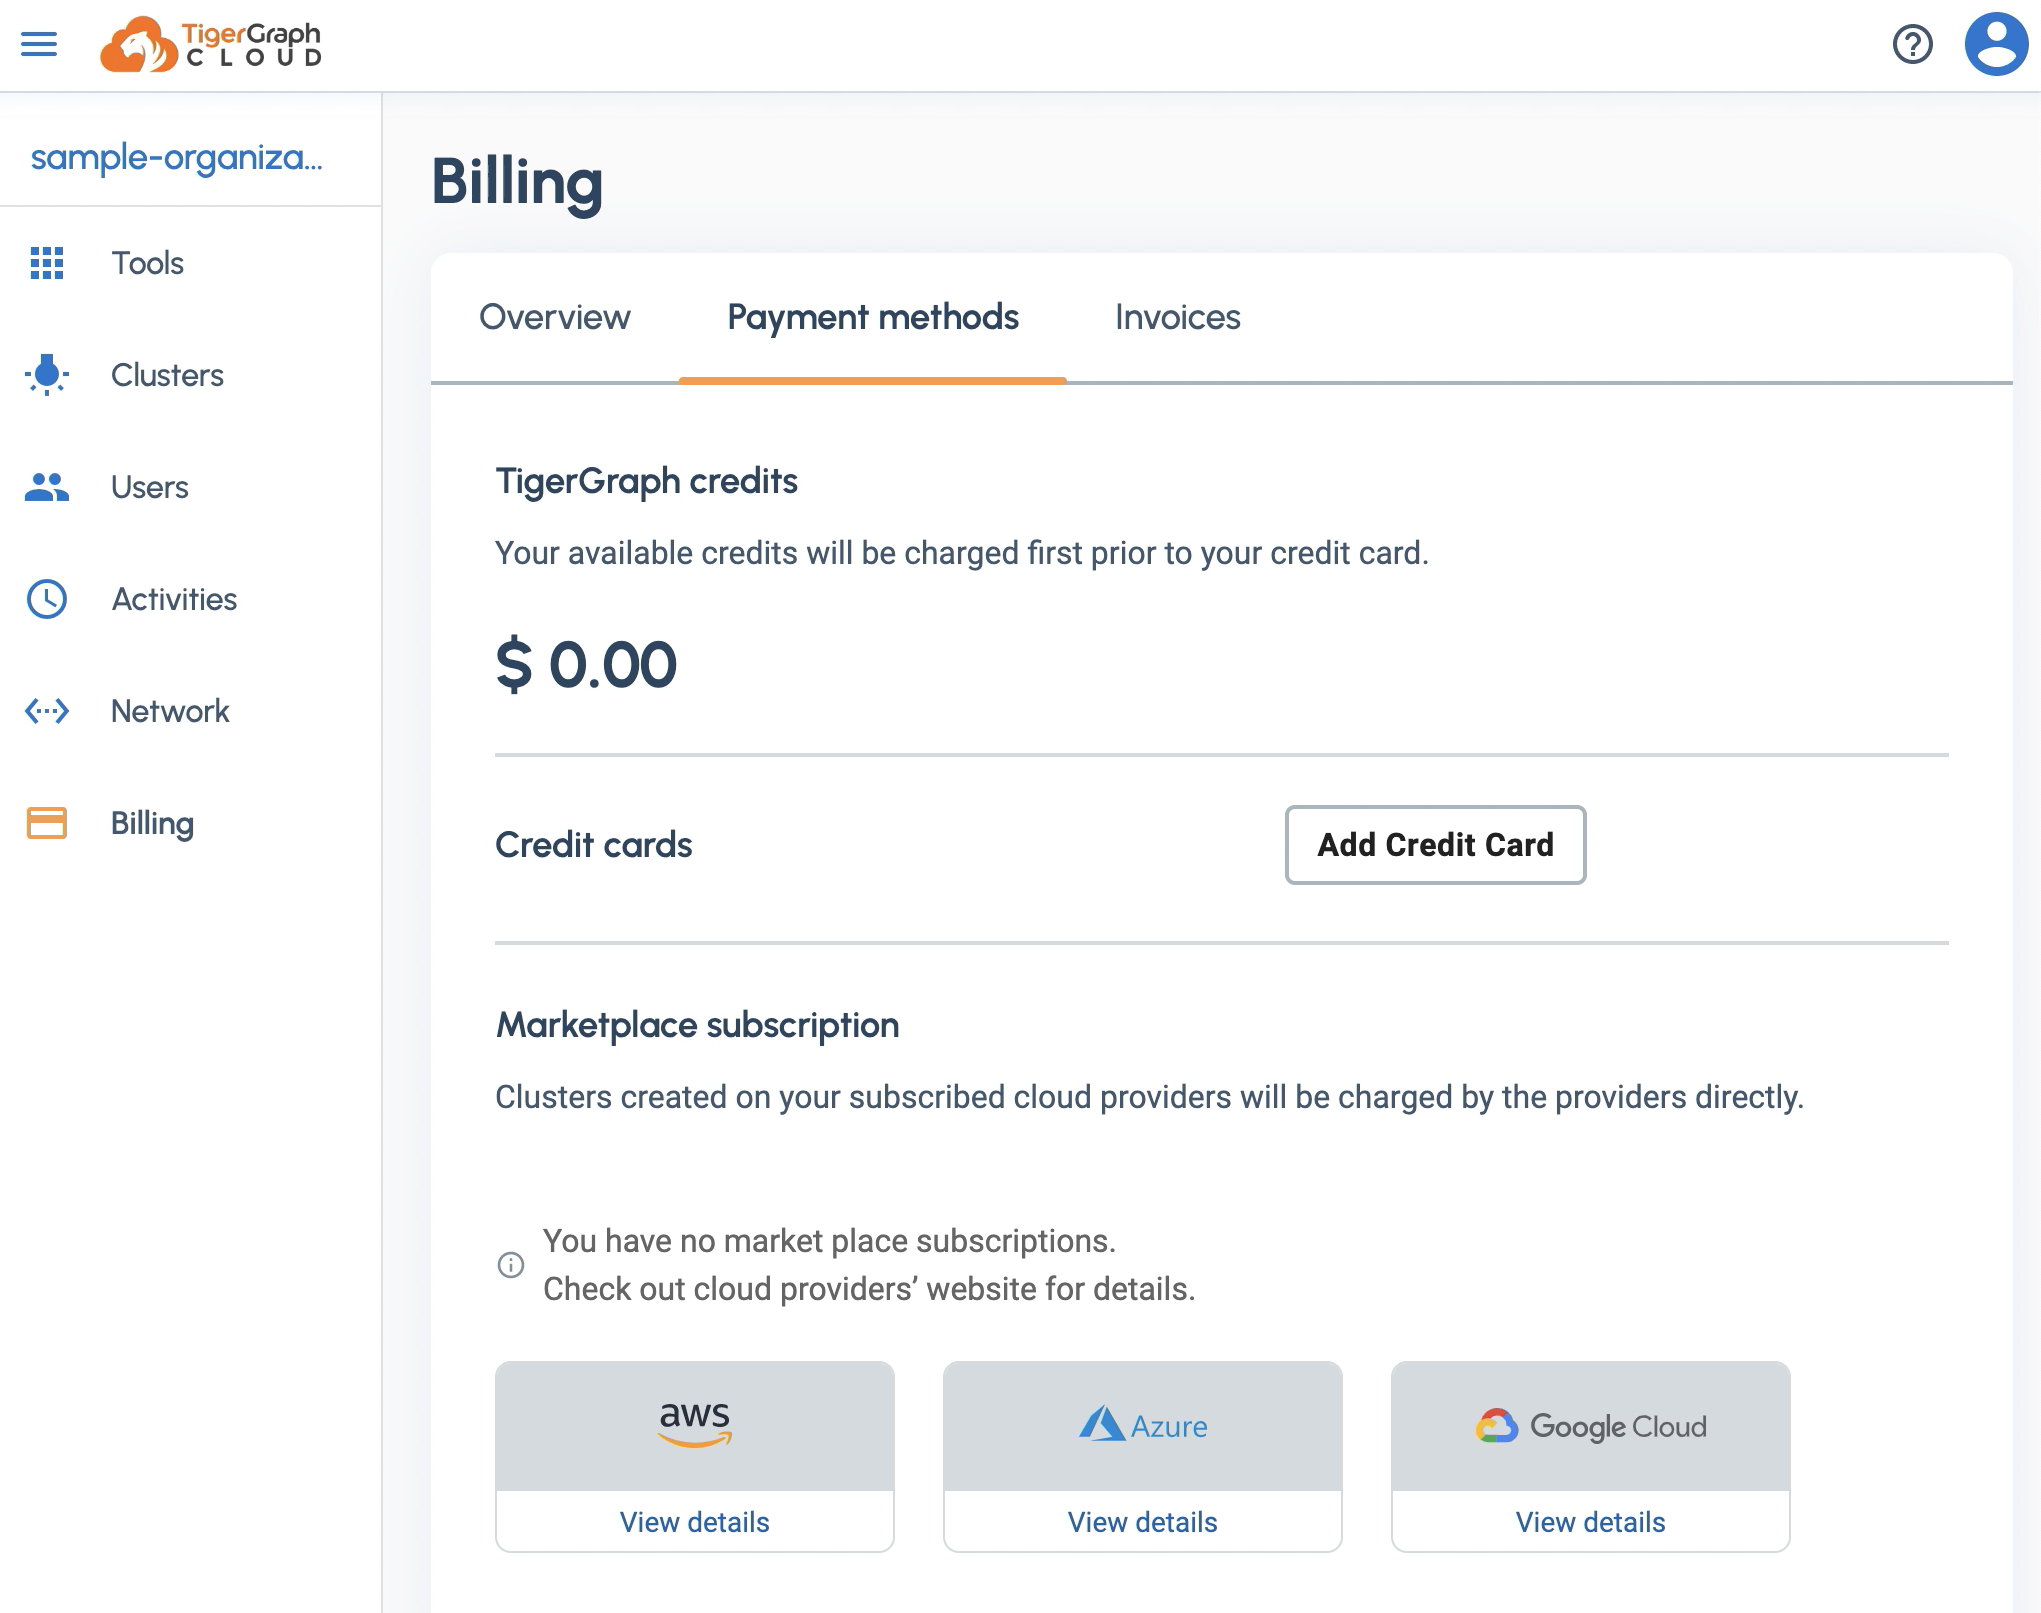 TigerGraph
CLOUD
sample-organiza...
Tools
Clusters
Users
Activities
Network
Billing
Billing
Overview
Payment methods
Invoices
TigerGraph credits
Your available credits will be charged first prior to your credit card.
$ 0.00
Credit cards
Add Credit Card
Marketplace subscription
Clusters created on your subscribed cloud providers will be charged by the providers directly.
You have no market place subscriptions.
Check out cloud providers’ website for details.
aws
Azure
Google Cloud
View details
View details
View details